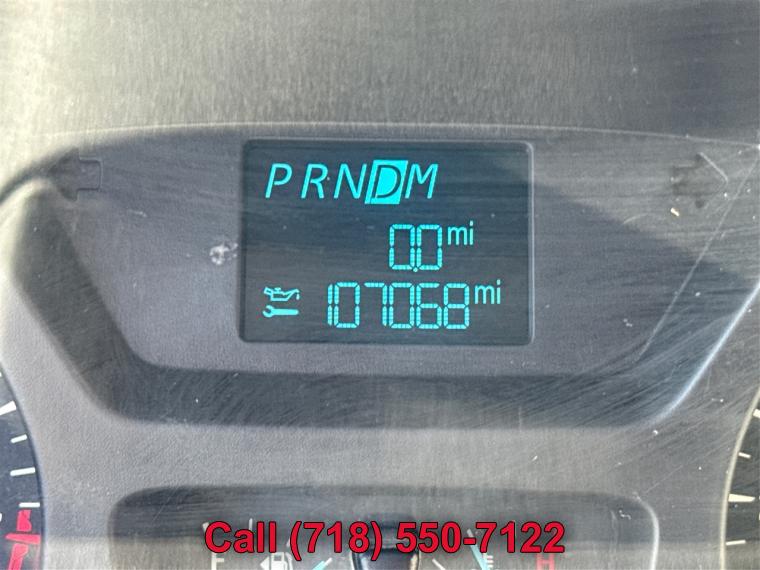 PRNDM
0.0 mi
107068 mi
Call (718) 550-7122
F H